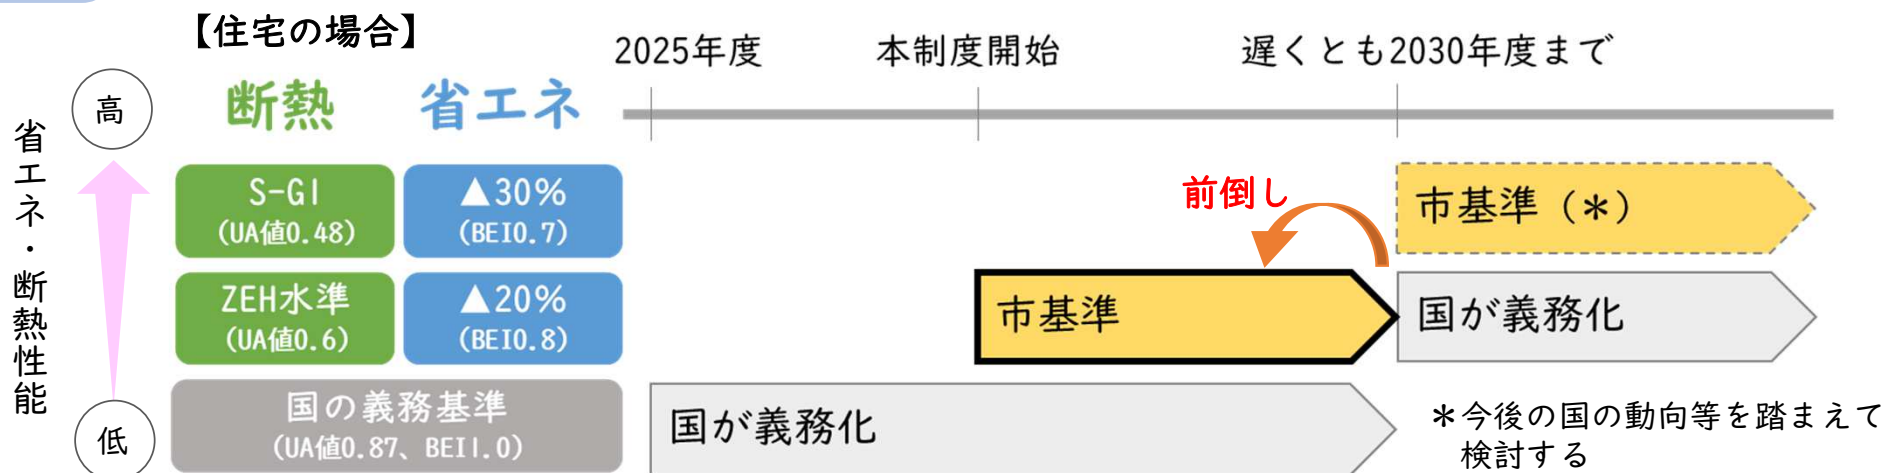 【住宅の場合】
2025年度
本制度開始
遅くとも2030年度まで
省エネ・断熱性能
高
断熱
省エネ
S-G1
(UA値0.48)
▲30%
(BEI0.7)
前倒し
市基準（＊）
ZEH水準
(UA値0.6)
▲20%
(BEI0.8)
市基準
国が義務化
低
国の義務基準
(UA値0.87、BEI1.0)
国が義務化
＊今後の国の動向等を踏まえて
検討する